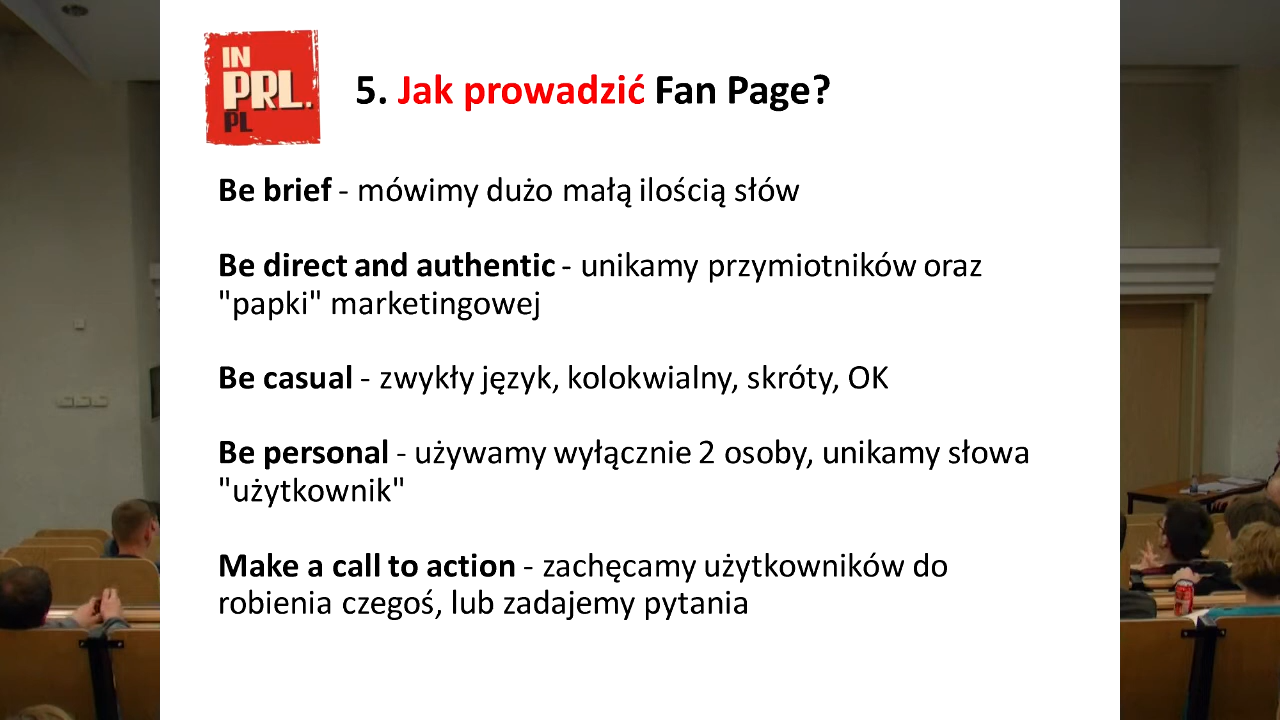 IN
PRL.
PL
5. Jak prowadzić Fan Page?
Be brief - mówimy dużo małą ilością słów
Be direct and authentic - unikamy przymiotników oraz
"papki" marketingowej
Be casual - zwykły język, kolokwialny, skróty, OK
Be personal - używamy wyłącznie 2 osoby, unikamy słowa
"użytkownik"
Make a call to action - zachęcamy użytkowników do
robienia czegoś, lub zadajemy pytania